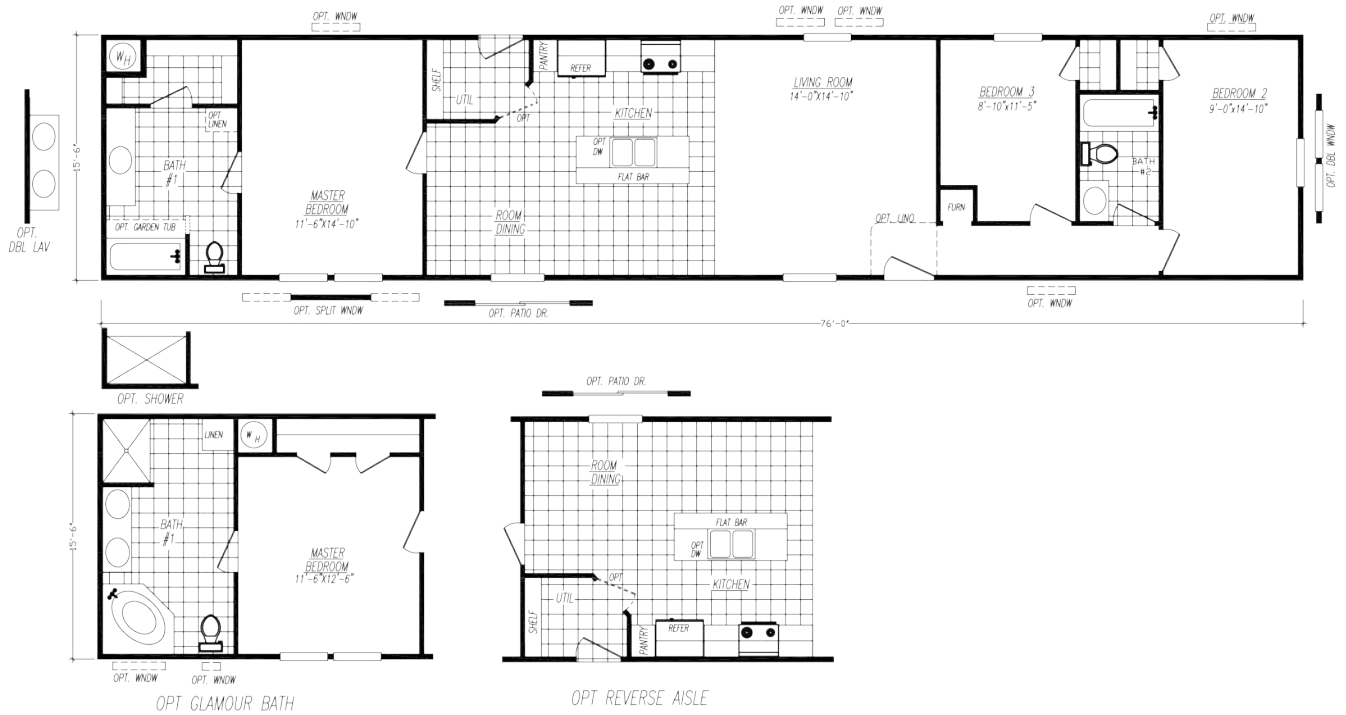 OPT. WNDW
OPT. WNDW
OPT. WNDW
WH
SHELF
UTIL
PANTRY
REFER
OPT
KITCHEN
OPT
DW
FLAT BAR
LIVING ROOM
14'-0"X14'-10"
BEDROOM 3
8'-10"X11'-5"
BEDROOM 2
9'-0"X14'-10"
OPT. DBL WNDW
BATH
#2
OPT
LINEN
BATH
#1
15'-6"
MASTER
BEDROOM
11'-6"X14'-10"
OPT. GARDEN TUB
ROOM
DINING
FURN
OPT. LINO
OPT.
DBL LAV
OPT. SPLIT WNDW
OPT. PATIO DR.
OPT. WNDW
76'-0"
OPT. SHOWER
LINEN
WH
15'-6"
BATH
#1
MASTER
BEDROOM
11'-6"X12'-6"
OPT. WNDW
OPT. WNDW
OPT GLAMOUR BATH
OPT. PATIO DR.
ROOM
DINING
FLAT BAR
OPT
DW
KITCHEN
OPT
UTIL
SHELF
PANTRY
REFER
OPT REVERSE AISLE